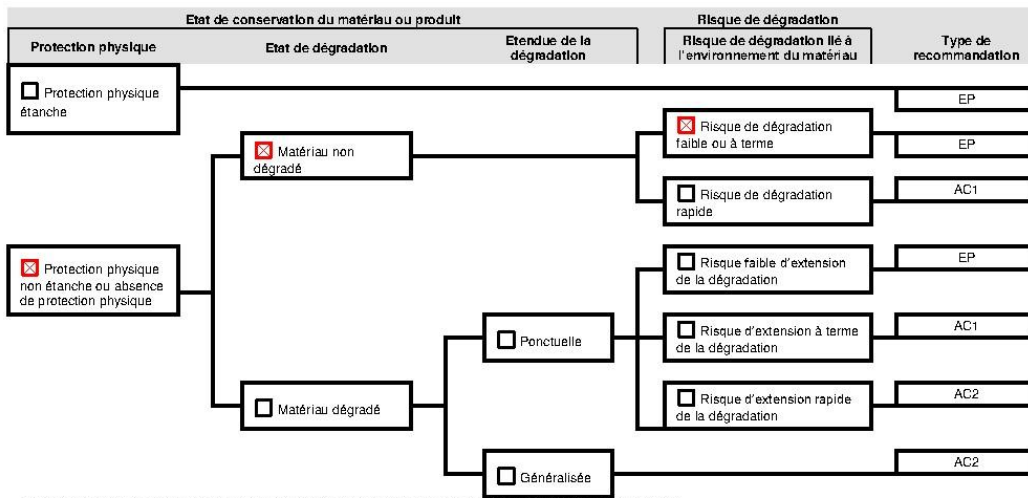 Etat de conservation du matériau ou produit
Risque de dégradation
Protection physique
Etat de dégradation
Etendue de la
dégradation
Risque de dégradation lié à
l'environnement du matériau
Type de
recommandation
Protection physique
étanche
EP
Matériau non
dégradé
Risque de dégradation
faible ou à terme
EP
Risque de dégradation
rapide
AC1
Protection physique
non étanche ou absence
de protection physique
Risque faible d'extension
de la dégradation
EP
Ponctuelle
Risque d'extension à terme
de la dégradation
AC1
Matériau dégradé
Risque d'extension rapide
de la dégradation
AC2
Généralisée
AC2